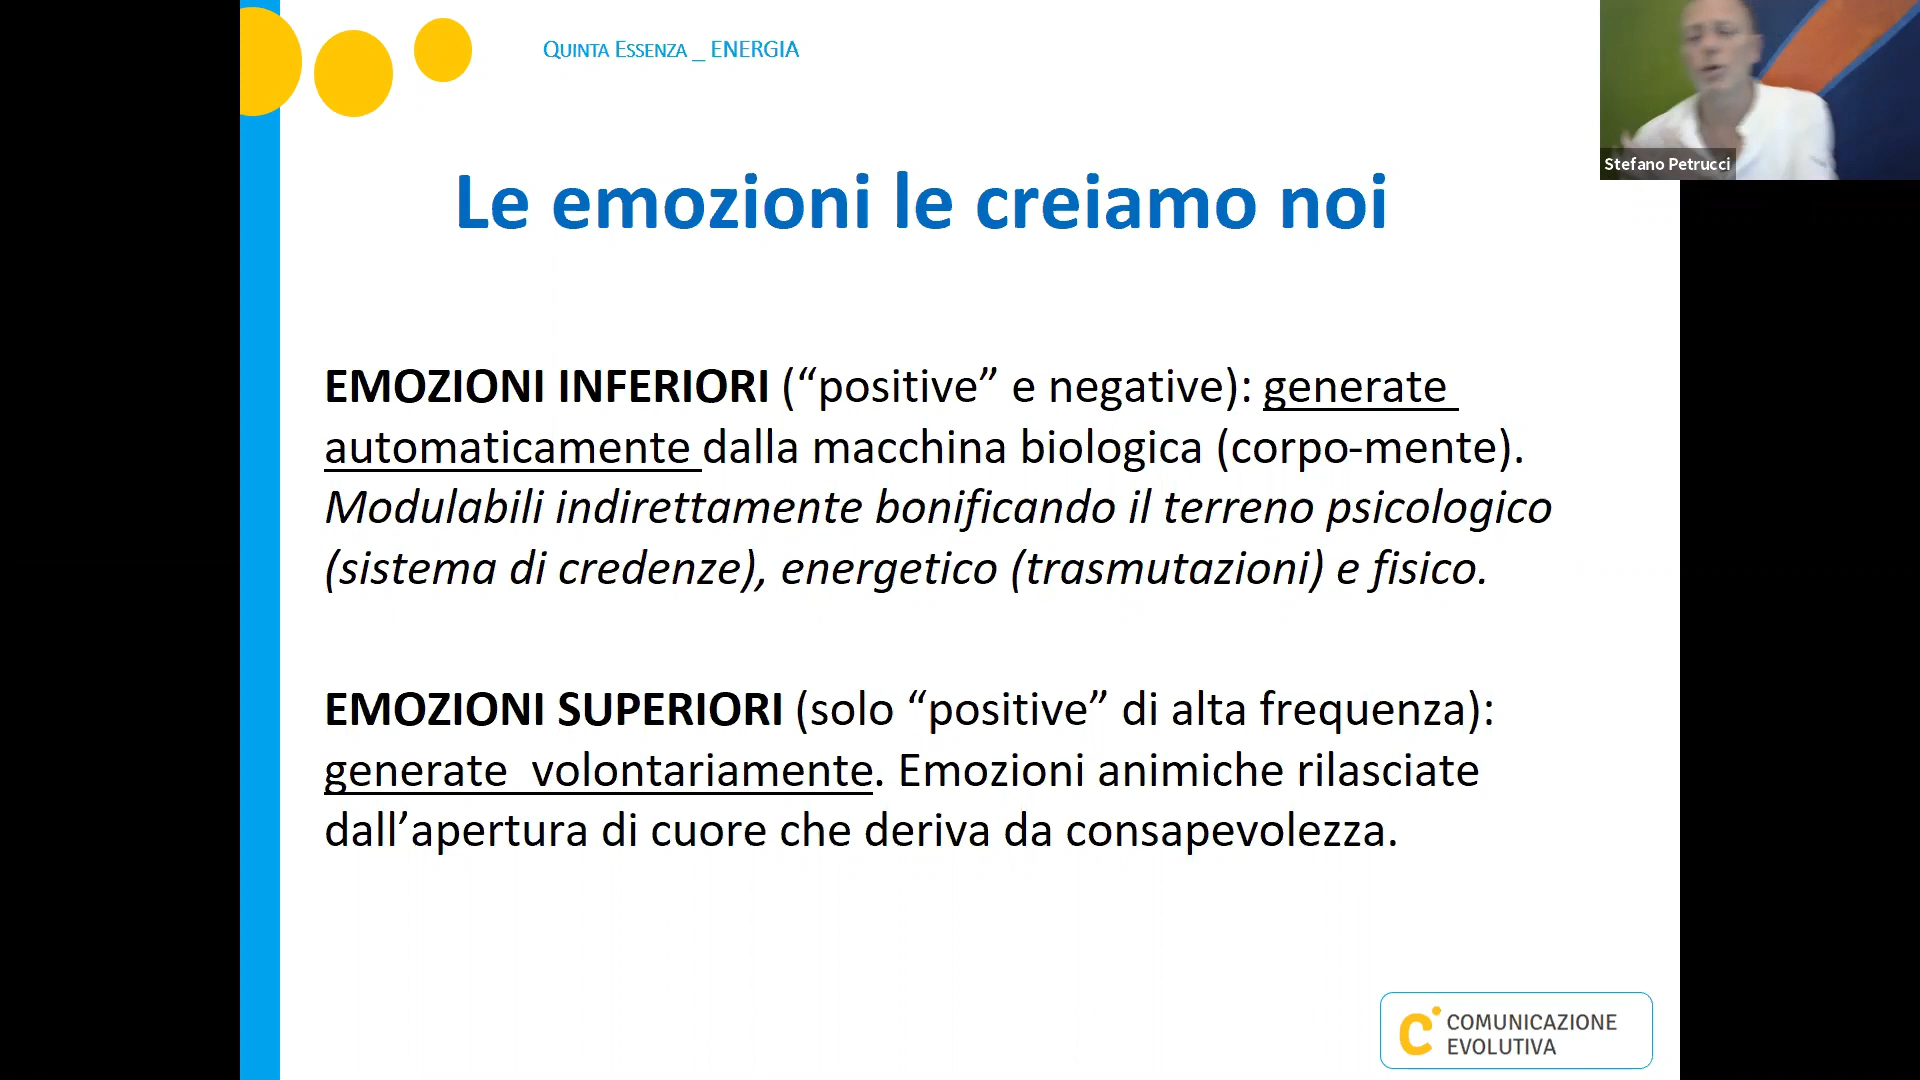 QUINTA ESSENZA _ ENERGIA
Stefano Petrucci
Le emozioni le creiamo noi
EMOZIONI INFERIORI (“positive” e negative): generate
automaticamente dalla macchina biologica (corpo-mente).
Modulabili indirettamente bonificando il terreno psicologico
(sistema di credenze), energetico (trasmutazioni) e fisico.
EMOZIONI SUPERIORI (solo “positive” di alta frequenza):
generate  volontariamente. Emozioni animiche rilasciate
dall’apertura di cuore che deriva da consapevolezza.
COMUNICAZIONE
EVOLUTIVA